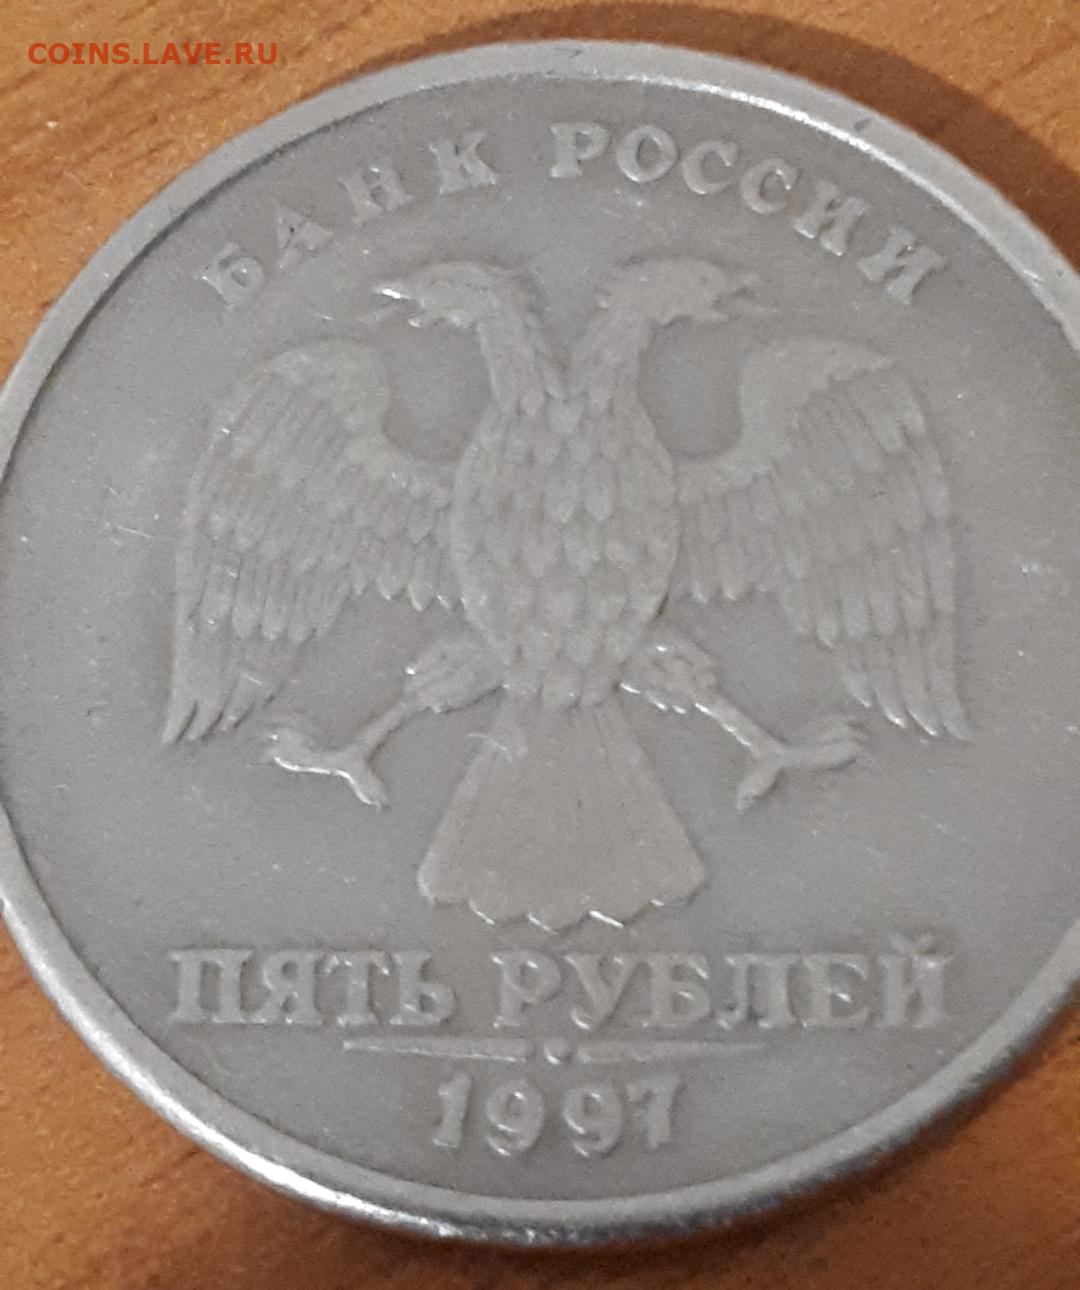 COINS.LAVE.RU
БАНК РОССИИ
ПЯТЬ РУБЛЕЙ
1997